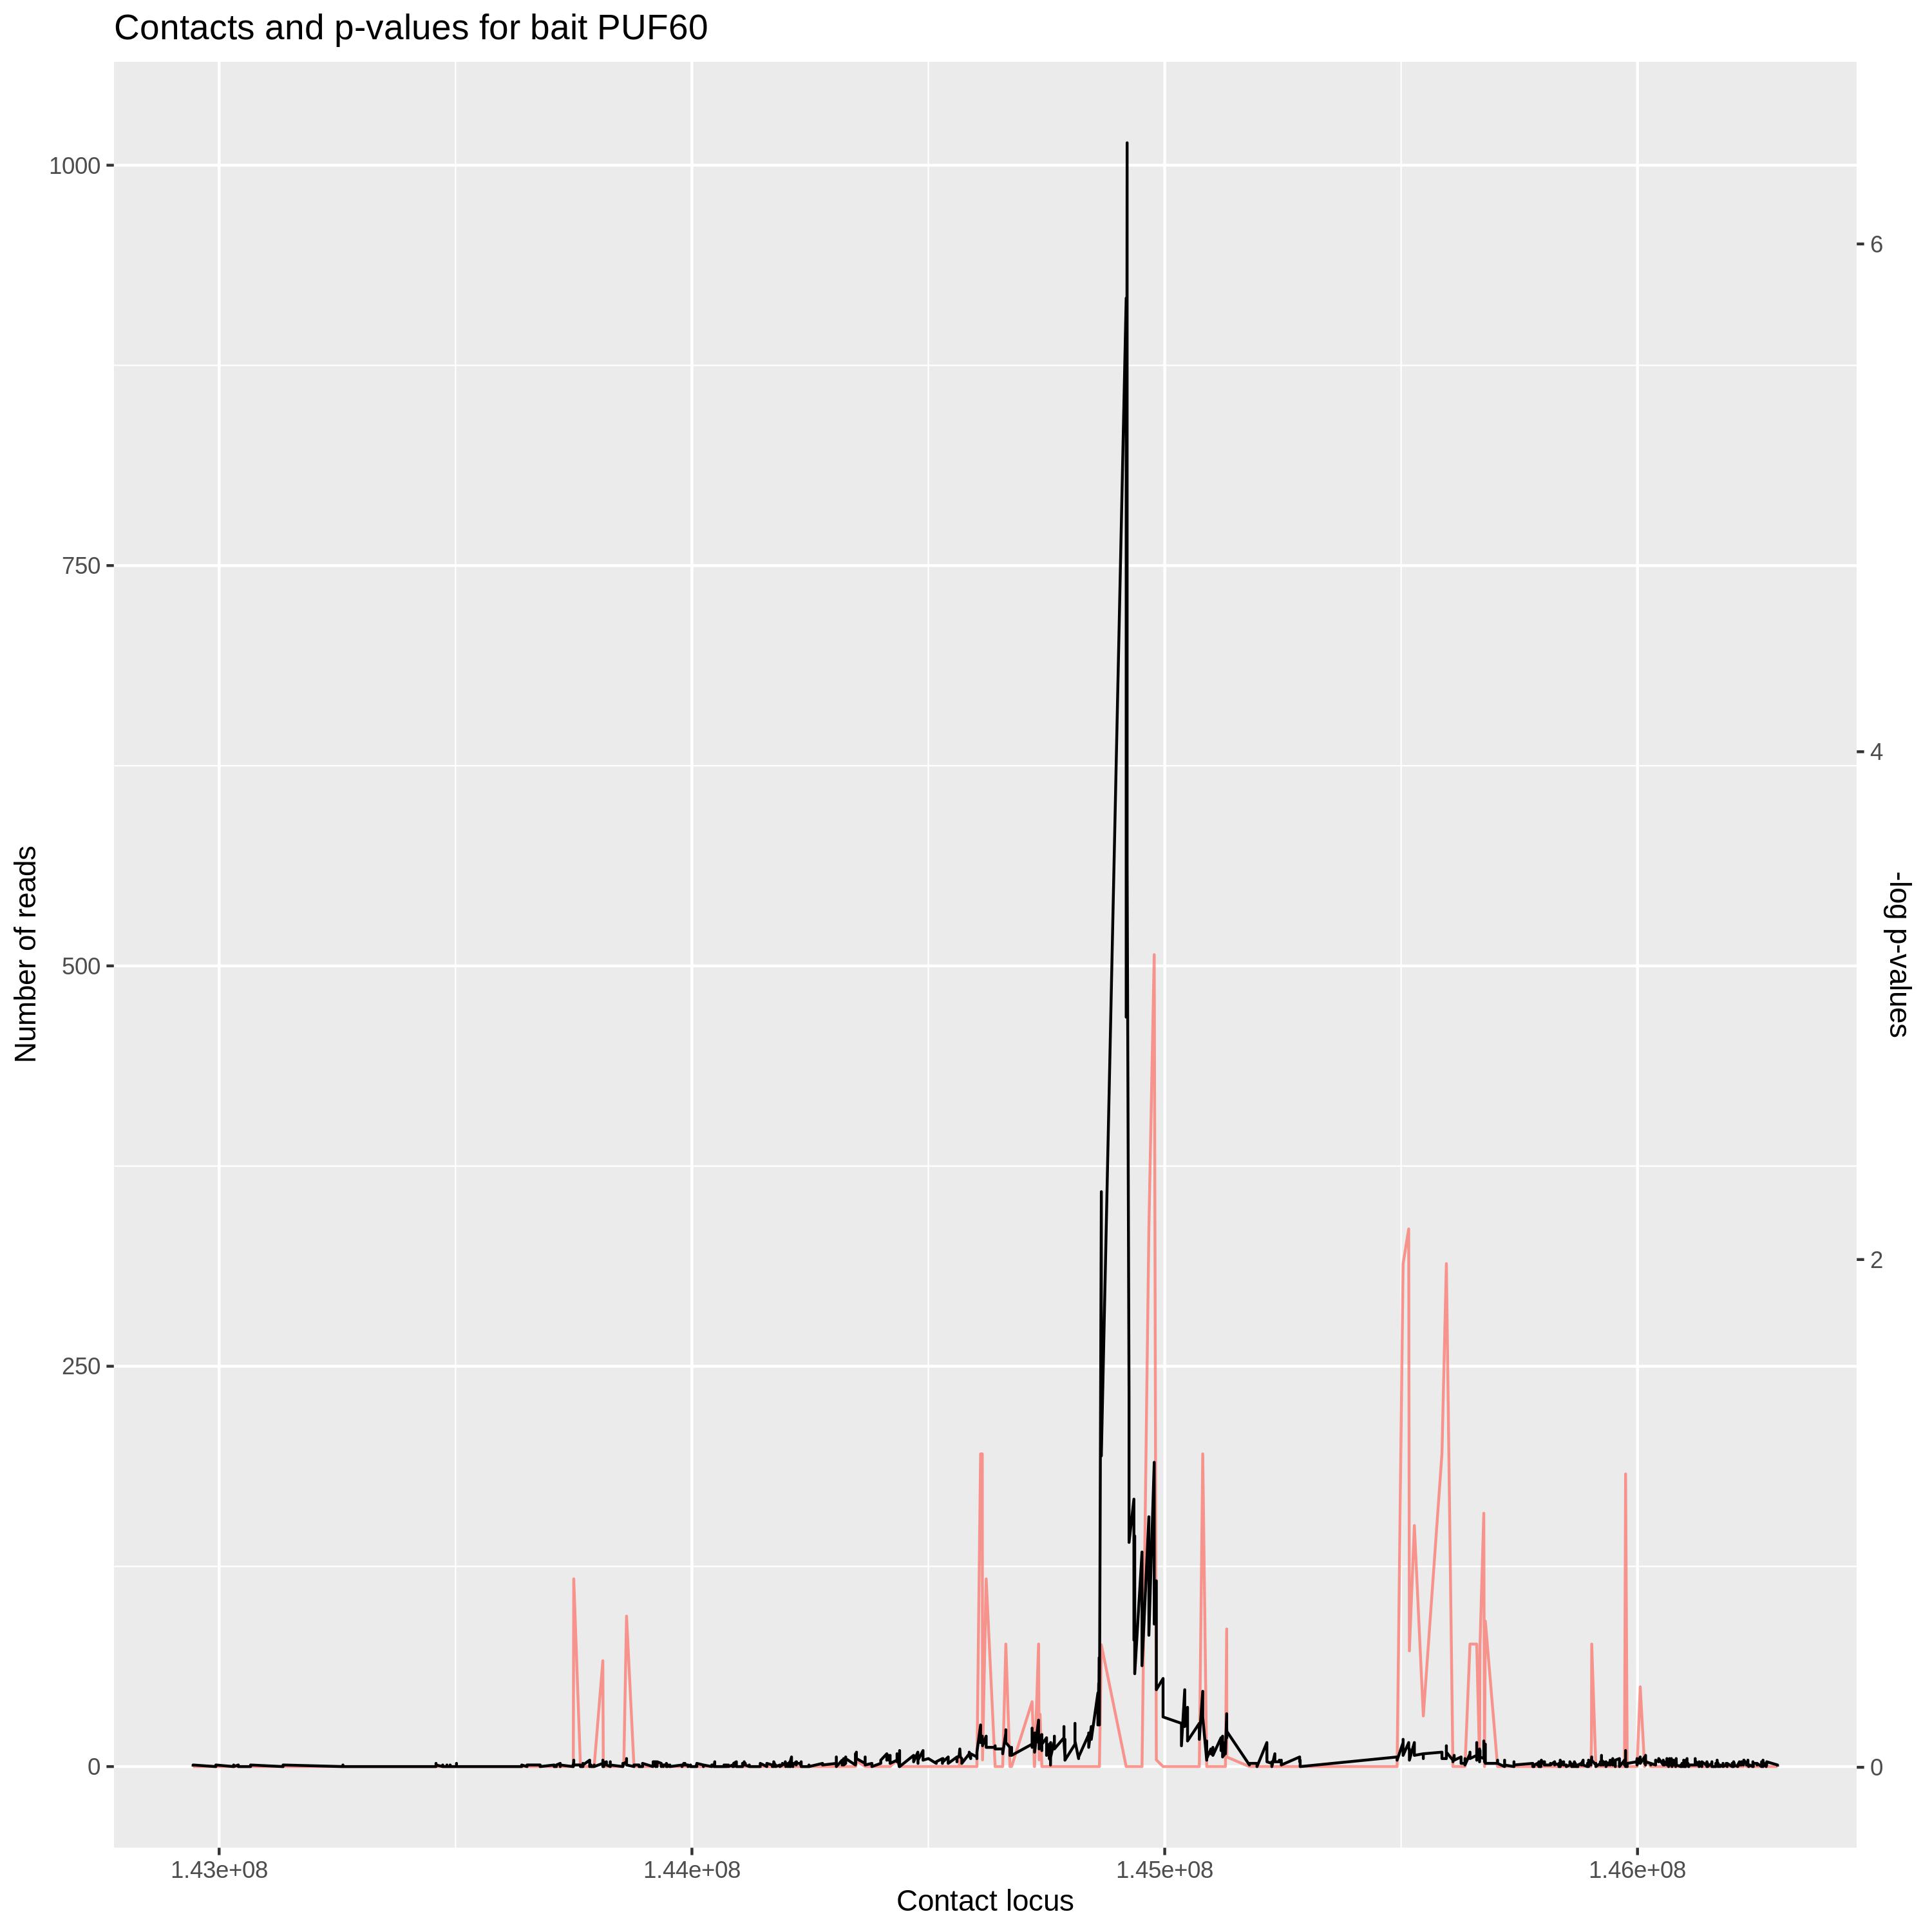 Contacts and p-values for bait PUF60
1000
750
500
250
0
Number of reads
6
4
2
0
-log p-values
1.43e+08
1.44e+08
1.45e+08
1.46e+08
Contact locus